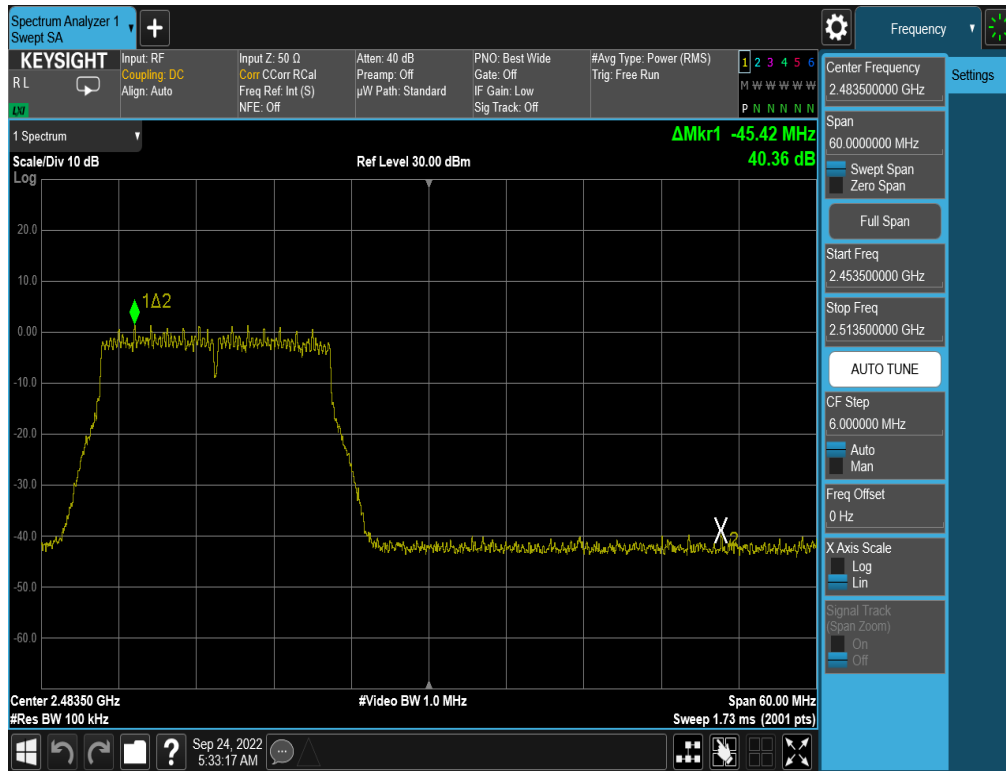 Spectrum Analyzer 1
Swept SA
+
Frequency
KEYSIGHT
R L
LXI
Input: RF
Coupling: DC
Align: Auto
Input Z: 50 Ω
Corr CCorr RCal
Freq Ref: Int (S)
NFE: Off
Atten: 40 dB
Preamp: Off
µW Path: Standard
PNO: Best Wide
Gate: Off
IF Gain: Low
Sig Track: Off
#Avg Type: Power (RMS)
Trig: Free Run
1 2 3 4 5 6
M W W W W W
P N N N N N
1 Spectrum
ΔMkr1 -45.42 MHz
40.36 dB
Scale/Div 10 dB
Ref Level 30.00 dBm
Log
20.0
10.0
0.00
-10.0
-20.0
-30.0
-40.0
-50.0
-60.0
1Δ2
X2
Center 2.48350 GHz
#Video BW 1.0 MHz
Span 60.00 MHz
#Res BW 100 kHz
Sweep 1.73 ms (2001 pts)
Center Frequency
2.483500000 GHz
Settings
Span
60.0000000 MHz
Swept Span
Zero Span
Full Span
Start Freq
2.453500000 GHz
Stop Freq
2.513500000 GHz
AUTO TUNE
CF Step
6.000000 MHz
Auto
Man
Freq Offset
0 Hz
X Axis Scale
Log
Lin
Signal Track
(Span Zoom)
On
Off
?
Sep 24, 2022
5:33:17 AM